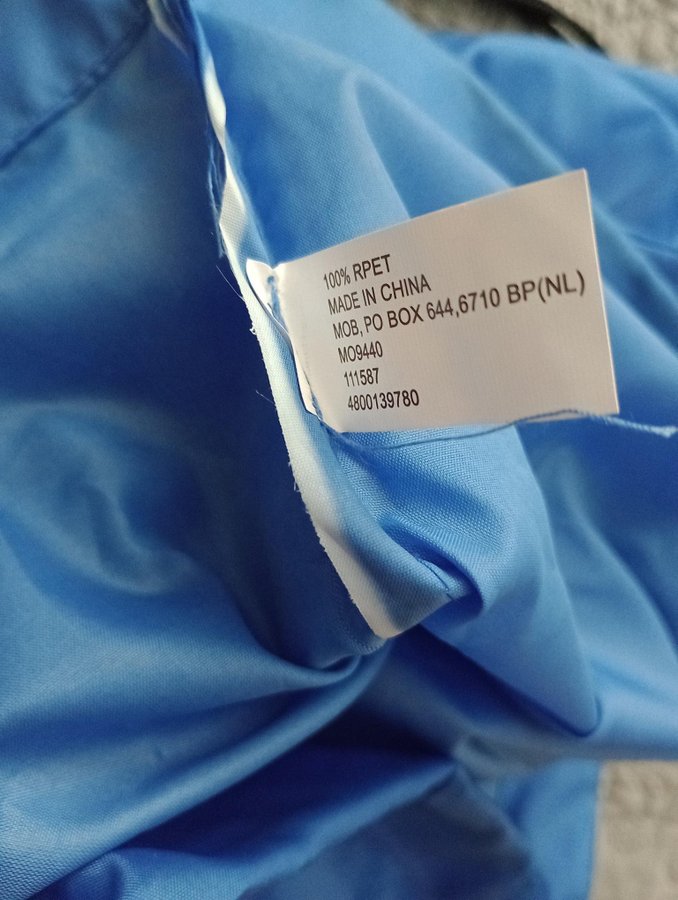 100% RPET
MADE IN CHINA
MOB, PO BOX 644,6710 BP(NL)
MO9440
111587
4800139780